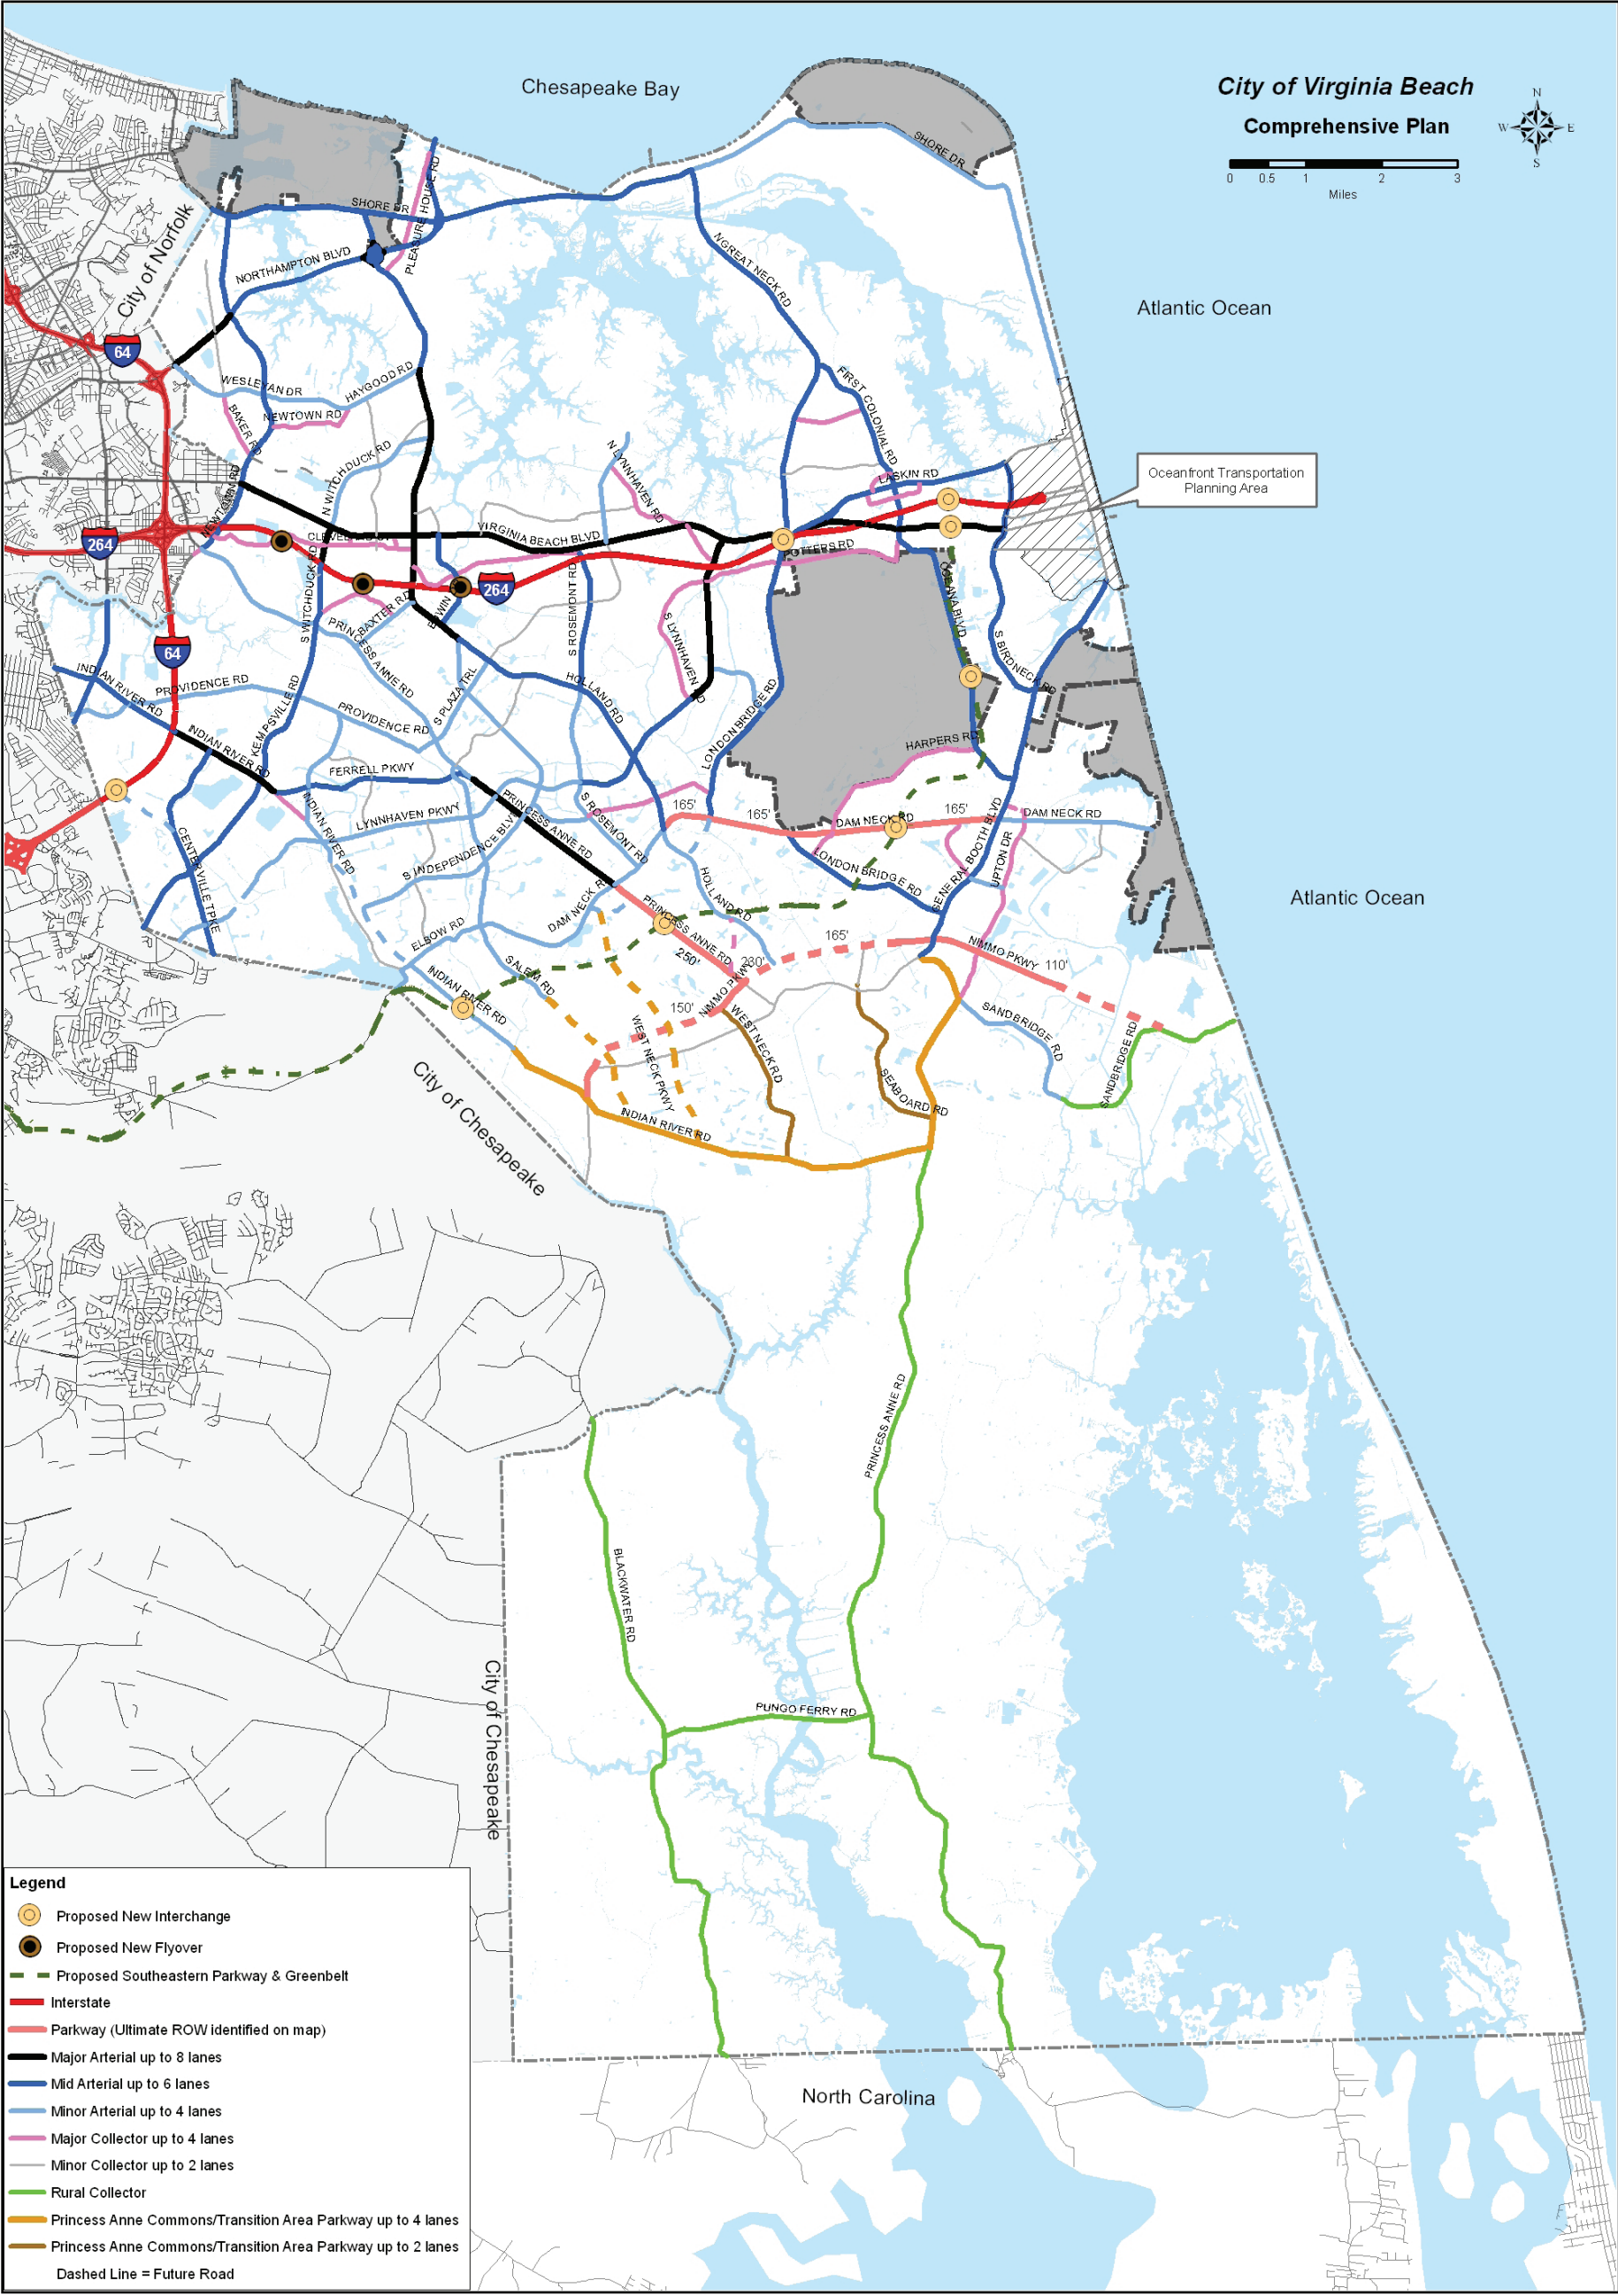 City of Virginia Beach
Comprehensive Plan
N
W
E
S
0
0.5
1
2
3
Miles
Chesapeake Bay
Atlantic Ocean
City of Norfolk
SHORE DR
SHORE DR
PLEASURE HOUSE RD
NORTHAMPTON BLVD
N GREAT NECK RD
64
WESLEYAN DR
HAYGOOD RD
NEWTOWN RD
BAKER RD
FIRST COLONIAL RD
N WITCHDUCK RD
N LYNNHAVEN RD
LASKIN RD
Oceanfront Transportation
Planning Area
NEWTOWN RD
VIRGINIA BEACH BLVD
264
POTTERS RD
264
OCEANA BLVD
S WITCHDUCK RD
BAXTER RD
S ROSEMONT RD
S LYNNHAVEN RD
S BIRDNECK RD
PRINCESS ANNE RD
64
INDIAN RIVER RD
PROVIDENCE RD
PROVIDENCE RD
S PLAZA TRL
HOLLAND RD
LONDON BRIDGE RD
KEMPSVILLE RD
INDIAN RIVER RD
FERRELL PKWY
HARPERS RD
165'
165'
165'
DAM NECK RD
DAM NECK RD
LYNNHAVEN PKWY
PRINCESS ANNE RD
S ROSEMONT RD
INDIAN RIVER RD
S INDEPENDENCE BLVD
CENTERVILLE TPKE
LONDON BRIDGE RD
GENERAL BOOTH BLVD
UPTON DR
HOLLAND RD
DAM NECK RD
PRINCESS ANNE RD
ELBOW RD
165'
NIMMO PKWY
110'
250'
230'
SALEM RD
INDIAN RIVER RD
150'
NIMMO PKWY
WEST NECK RD
WEST NECK PKWY
SANDBRIDGE RD
SANDBRIDGE RD
SEABOARD RD
INDIAN RIVER RD
Atlantic Ocean
City of Chesapeake
PRINCESS ANNE RD
BLACKWATER RD
PUNGO FERRY RD
City of Chesapeake
North Carolina
Legend
Proposed New Interchange
Proposed New Flyover
Proposed Southeastern Parkway & Greenbelt
Interstate
Parkway (Ultimate ROW identified on map)
Major Arterial up to 8 lanes
Mid Arterial up to 6 lanes
Minor Arterial up to 4 lanes
Major Collector up to 4 lanes
Minor Collector up to 2 lanes
Rural Collector
Princess Anne Commons/Transition Area Parkway up to 4 lanes
Princess Anne Commons/Transition Area Parkway up to 2 lanes
Dashed Line = Future Road